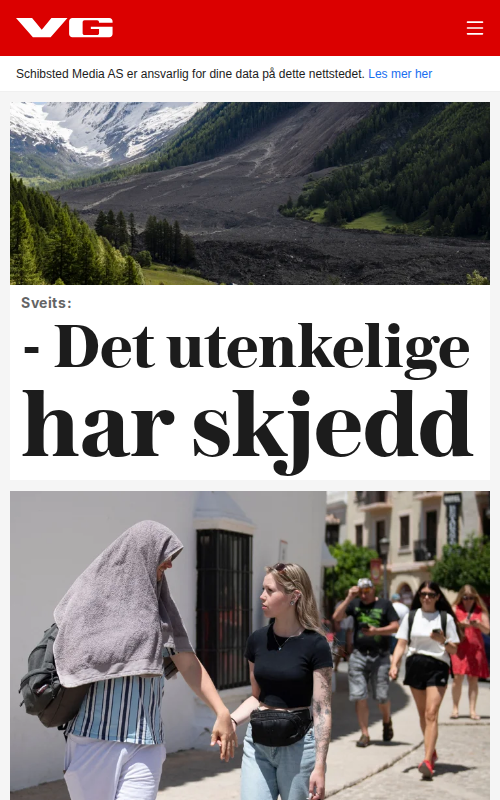 VG
Schibsted Media AS er ansvarlig for dine data på dette nettstedet. Les mer her
Sveits:
- Det utenkelige
har skjedd